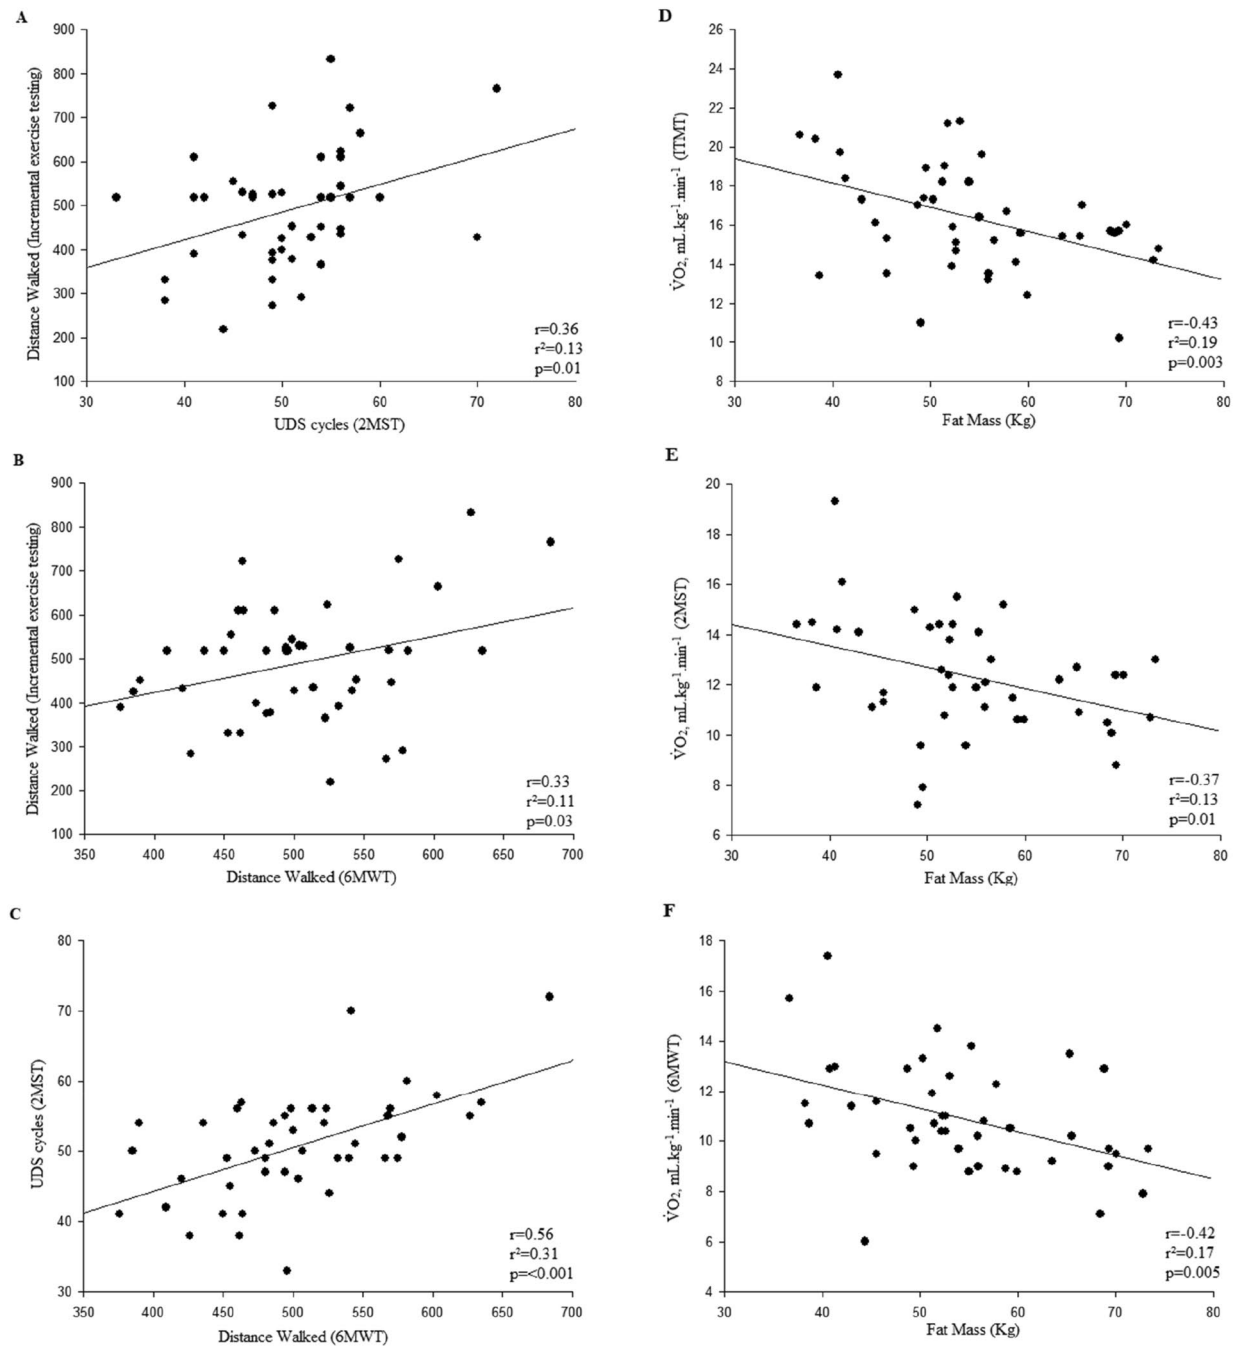 A
Distance Walked (Incremental exercise testing)
900
800
700
600
500
400
300
200
100
30 40 50 60 70 80
UDS cycles (2MST)
r=0.36
r²=0.13
p=0.01
D
V̇O2, mL.kg-1.min-1 (ITMT)
26
24
22
20
18
16
14
12
10
8
30 40 50 60 70 80
Fat Mass (Kg)
r=-0.43
r²=0.19
p=0.003
B
Distance Walked (Incremental exercise testing)
900
800
700
600
500
400
300
200
100
350 400 450 500 550 600 650 700
Distance Walked (6MWT)
r=0.33
r²=0.11
p=0.03
E
V̇O2, mL.kg-1.min-1 (2MST)
20
18
16
14
12
10
8
6
30 40 50 60 70 80
Fat Mass (Kg)
r=-0.37
r²=0.13
p=0.01
C
UDS cycles (2MST)
80
70
60
50
40
30
350 400 450 500 550 600 650 700
Distance Walked (6MWT)
r=0.56
r²=0.31
p=<0.001
F
V̇O2, mL.kg-1.min-1 (6MWT)
18
16
14
12
10
8
6
4
30 40 50 60 70 80
Fat Mass (Kg)
r=-0.42
r²=0.17
p=0.005